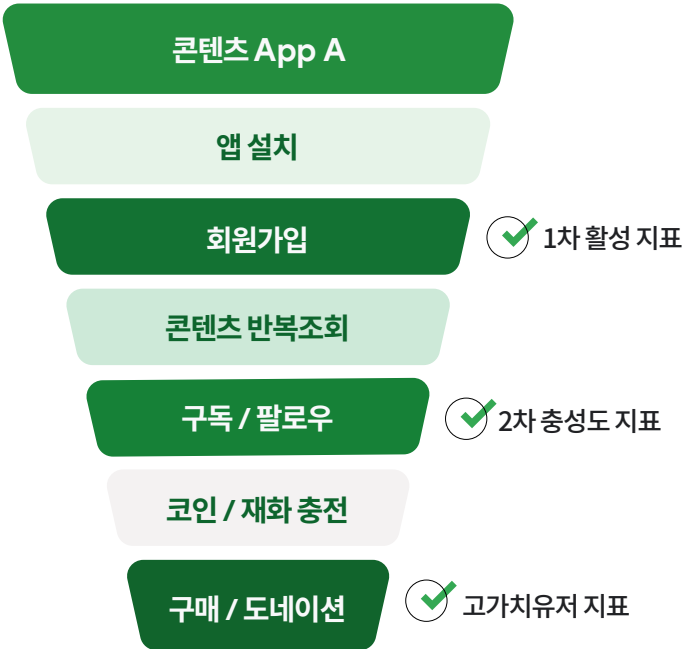 콘텐츠 App A
앱 설치
회원가입
1차 활성 지표
콘텐츠 반복조회
구독 / 팔로우
2차 충성도 지표
코인 / 재화 충전
구매 / 도네이션
고가치유저 지표